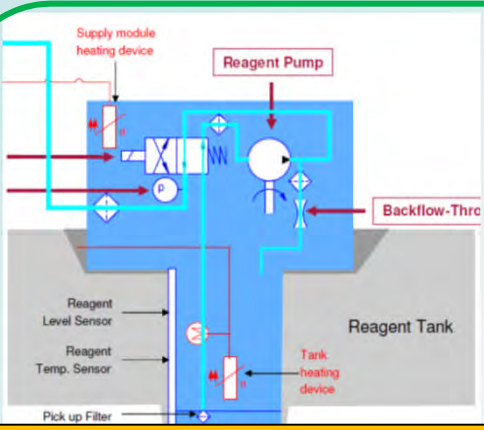 Supply module
heating device
Reagent Pump
p
Backflow-Thro
Reagent
Level Sensor
Reagent Tank
Reagent
Temp. Sensor
Tank
heating
device
Pick up Filter